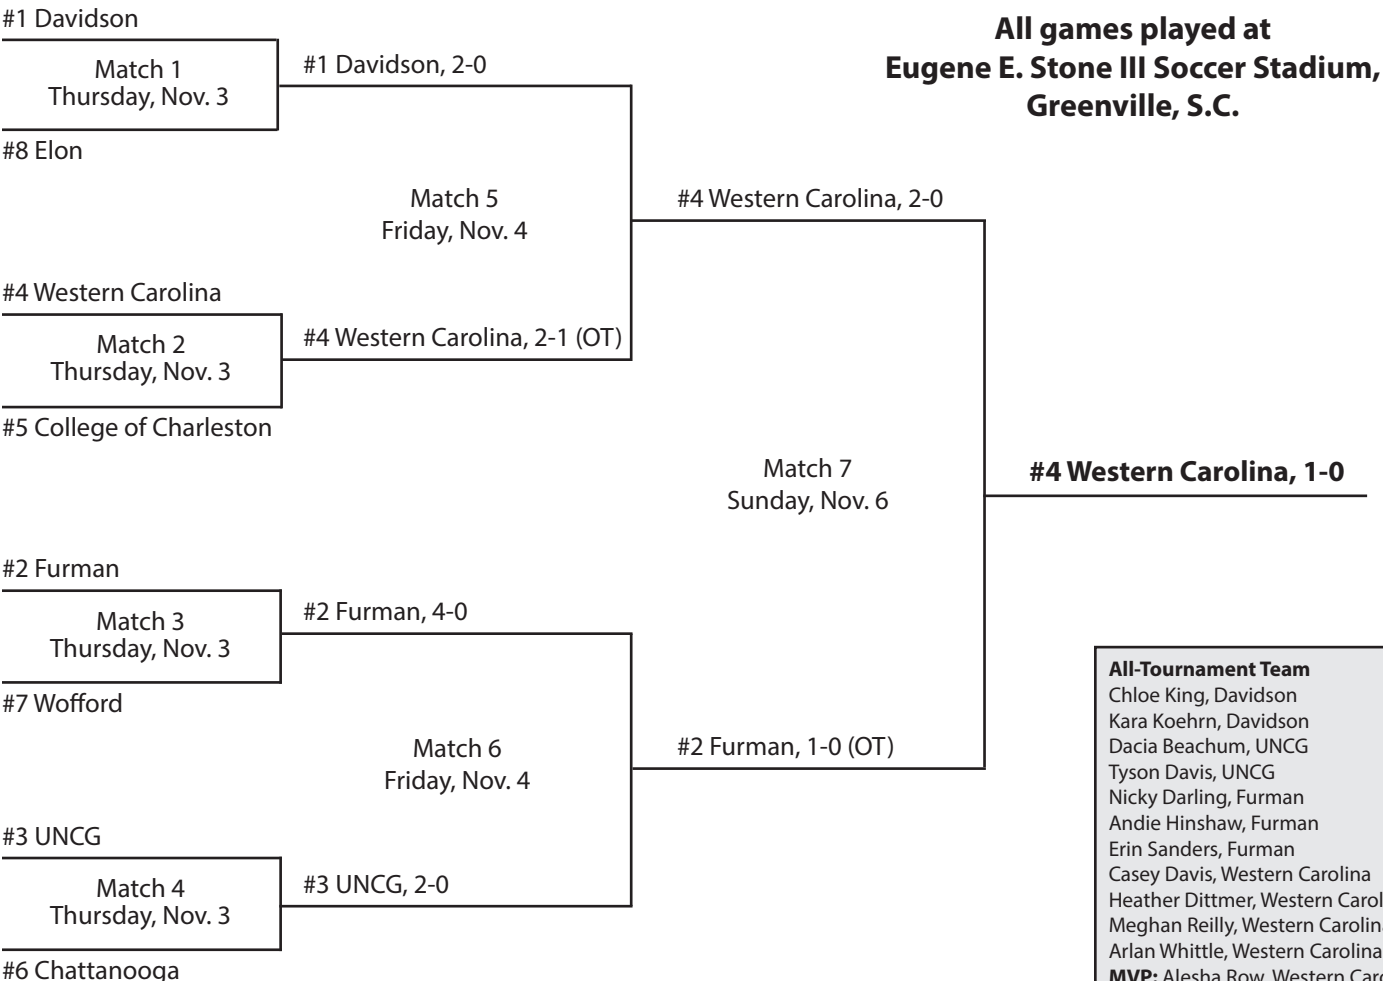 #1 Davidson
Match 1
Thursday, Nov. 3
#8 Elon
#1 Davidson, 2-0
All games played at
Eugene E. Stone III Soccer Stadium,
Greenville, S.C.
Match 5
Friday, Nov. 4
#4 Western Carolina, 2-0
#4 Western Carolina
Match 2
Thursday, Nov. 3
#5 College of Charleston
#4 Western Carolina, 2-1 (OT)
Match 7
Sunday, Nov. 6
#4 Western Carolina, 1-0
#2 Furman
Match 3
Thursday, Nov. 3
#7 Wofford
#2 Furman, 4-0
Match 6
Friday, Nov. 4
#2 Furman, 1-0 (OT)
#3 UNCG
Match 4
Thursday, Nov. 3
#6 Chattanooga
#3 UNCG, 2-0
All-Tournament Team
Chloe King, Davidson
Kara Koehrn, Davidson
Dacia Beachum, UNCG
Tyson Davis, UNCG
Nicky Darling, Furman
Andie Hinshaw, Furman
Erin Sanders, Furman
Casey Davis, Western Carolina
Heather Dittmer, Western Carol
Meghan Reilly, Western Carolin
Arlan Whittle, Western Carolina
MVP: Alesha Row, Western Car